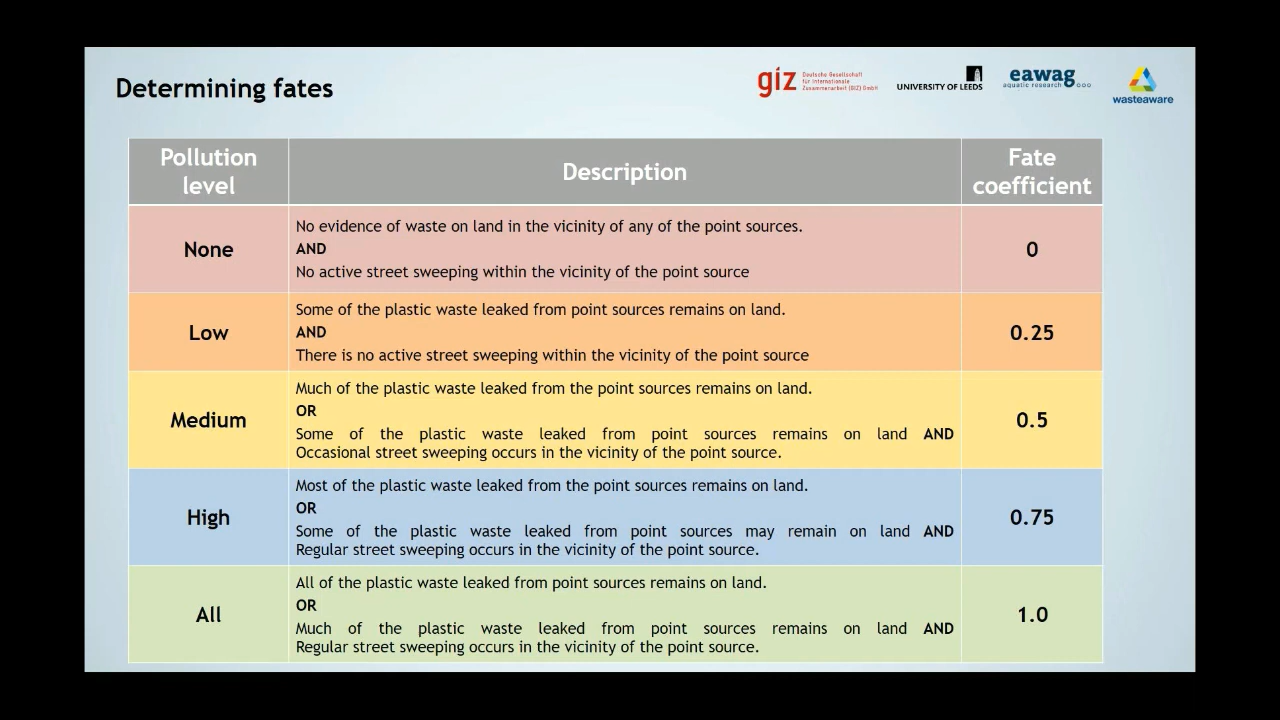 Determining fates
giz Deutsche Gesellschaft
für Internationale
Zusammenarbeit (GIZ) GmbH
UNIVERSITY OF LEEDS
eawag
aquatic research
wasteaware
Pollution
level
Description
Fate
coefficient
None
No evidence of waste on land in the vicinity of any of the point sources.
AND
No active street sweeping within the vicinity of the point source
0
Low
Some of the plastic waste leaked from point sources remains on land.
AND
There is no active street sweeping within the vicinity of the point source
0.25
Medium
Much of the plastic waste leaked from the point sources remains on land.
OR
Some of the plastic waste leaked from point sources remains on land AND
Occasional street sweeping occurs in the vicinity of the point source.
0.5
High
Most of the plastic waste leaked from the point sources remains on land.
OR
Some of the plastic waste leaked from point sources may remain on land AND
Regular street sweeping occurs in the vicinity of the point source.
0.75
All
All of the plastic waste leaked from point sources remains on land.
OR
Much of the plastic waste leaked from point sources remains on land AND
Regular street sweeping occurs in the vicinity of the point source.
1.0